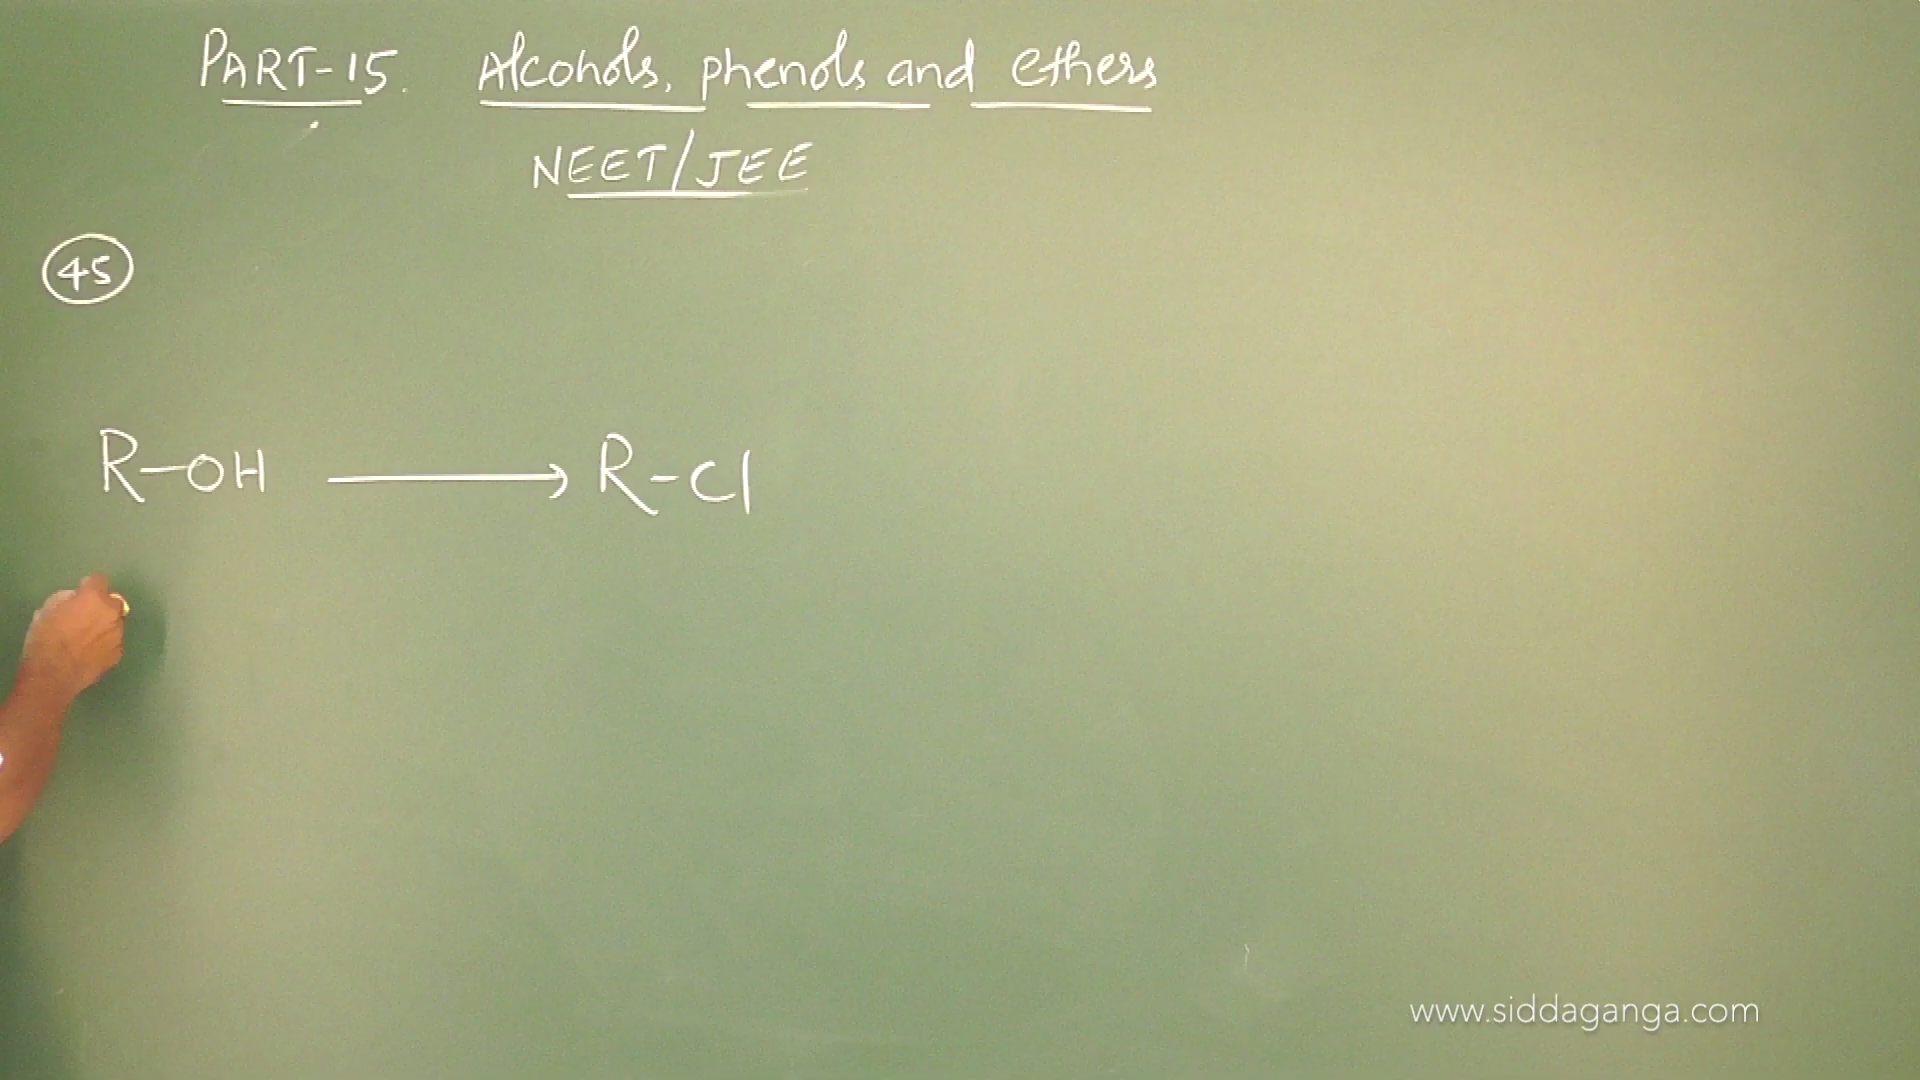 PART-15. Alcohols, phenols and ethers
NEET/JEE
45
R-OH ⟶ R-Cl
www.siddaganga.com